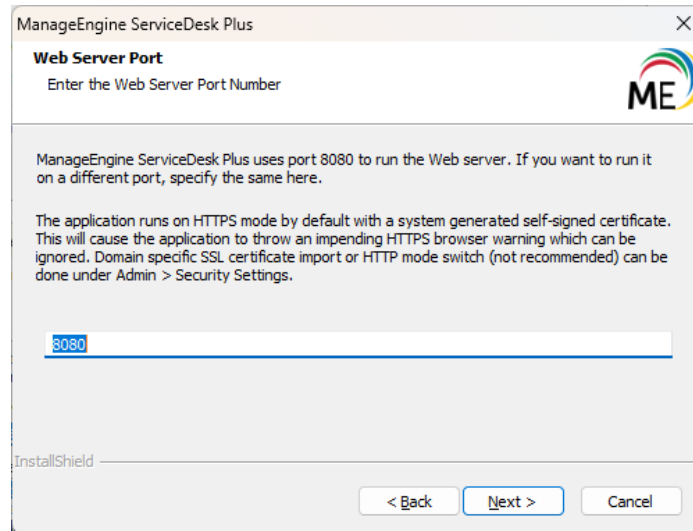 ManageEngine ServiceDesk Plus
Web Server Port
Enter the Web Server Port Number
ME
ManageEngine ServiceDesk Plus uses port 8080 to run the Web server. If you want to run it
on a different port, specify the same here.
The application runs on HTTPS mode by default with a system generated self-signed certificate.
This will cause the application to throw an impending HTTPS browser warning which can be
ignored. Domain specific SSL certificate import or HTTP mode switch (not recommended) can be
done under Admin > Security Settings.
8080
InstallShield
< Back Next > Cancel